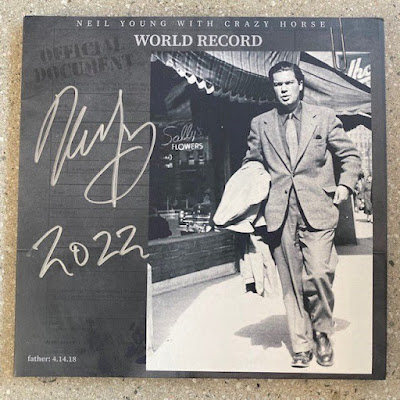 NEIL YOUNG WITH CRAZY HORSE
WORLD RECORD
OFFICIAL
DOCUMENT
Sally's
FLOWERS
2022
father: 4.14.18